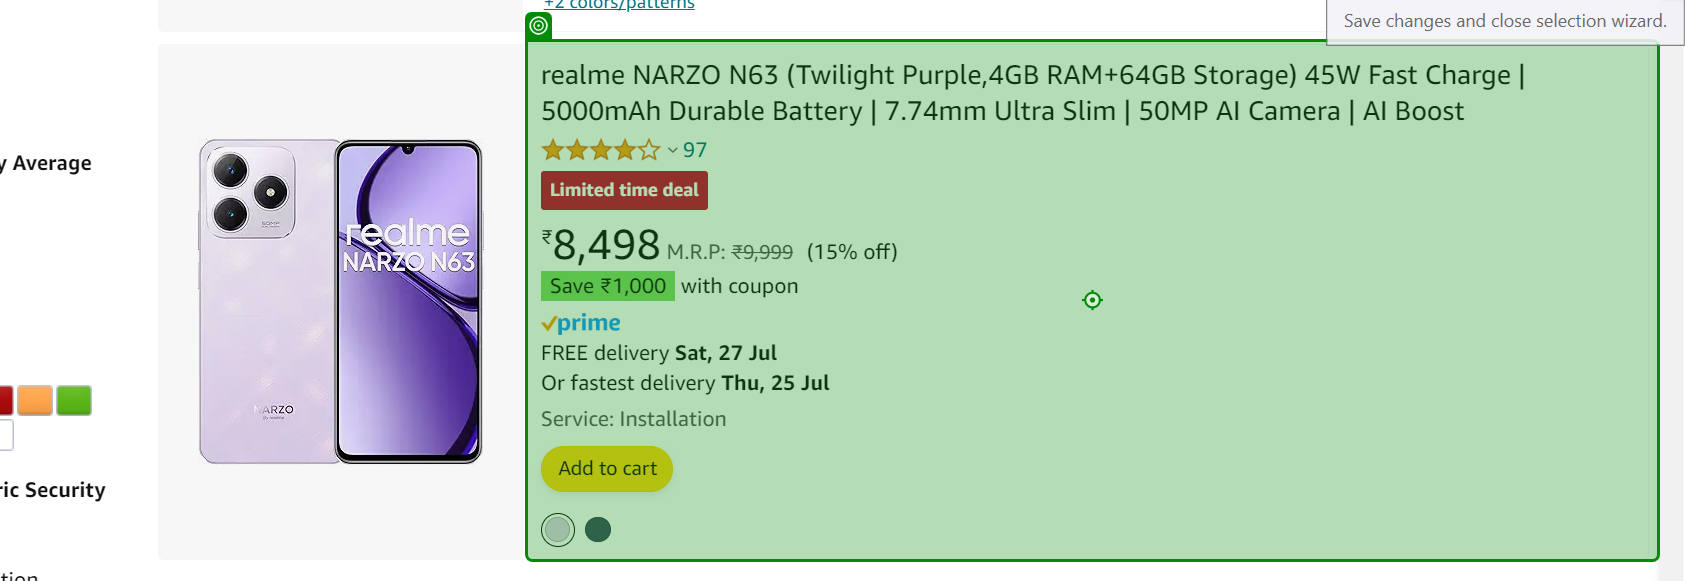 +2 colors/patterns
Save changes and close selection wizard.
realme NARZO N63 (Twilight Purple,4GB RAM+64GB Storage) 45W Fast Charge |
5000mAh Durable Battery | 7.74mm Ultra Slim | 50MP AI Camera | AI Boost
97
Limited time deal
₹8,498 M.R.P: ₹9,999 (15% off)
Save ₹1,000 with coupon
prime
FREE delivery Sat, 27 Jul
Or fastest delivery Thu, 25 Jul
Service: Installation
Add to cart
y Average
ric Security
tion
realme
NARZO N63
50MP
NARZO